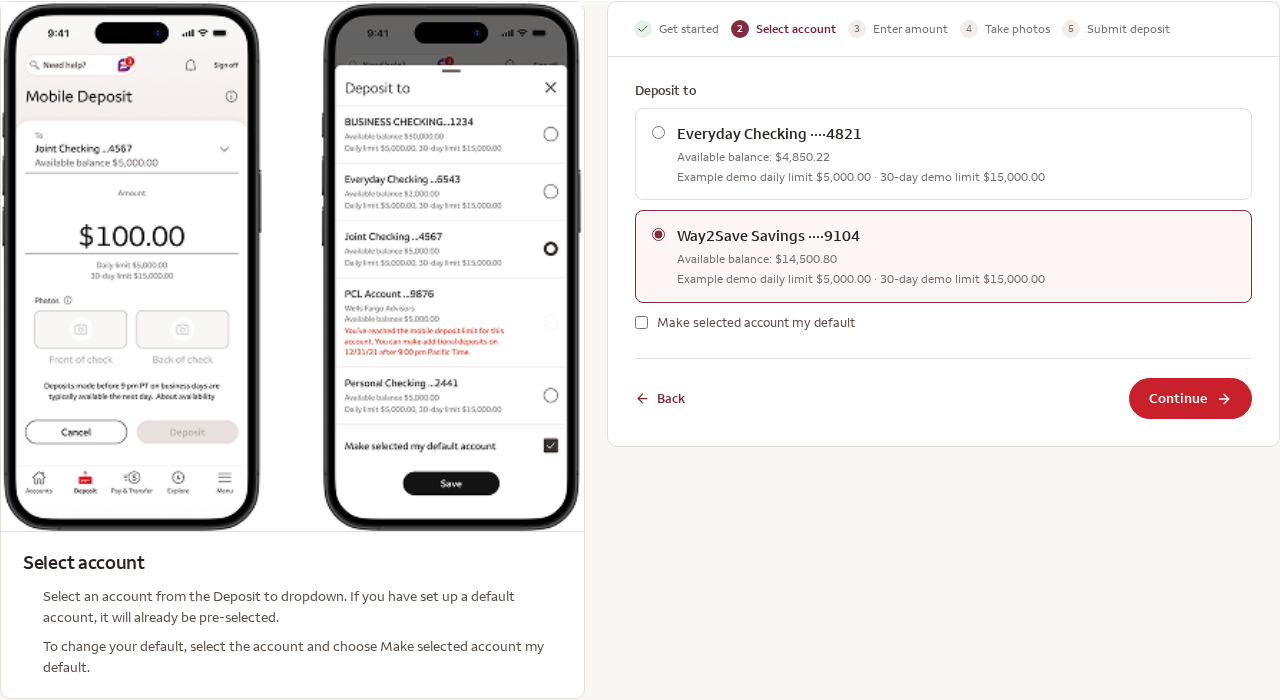 9:41
Need help?
Sign off
Mobile Deposit
To
Joint Checking ...4567
Available balance $5,000.00
Amount
$100.00
Daily limit $5,000.00
30-day limit $15,000.00
Photos
Front of check
Back of check
Deposits made before 9 pm PT on business days are
typically available the next day. About availability
Cancel
Deposit
Accounts
Deposit
Pay & Transfer
Explore
Menu
9:41
Need help?
Sign off
Deposit to
BUSINESS CHECKING...1234
Available balance $50,000.00
Daily limit $5,000.00, 30-day limit $15,000.00
Everyday Checking ...6543
Available balance $2,000.00
Daily limit $5,000.00, 30-day limit $15,000.00
Joint Checking ...4567
Available balance $5,000.00
Daily limit $5,000.00, 30-day limit $15,000.00
PCL Account ...9876
Wells Fargo Advisors
Available balance $5,000.00
You've reached the mobile deposit limit for this
account. You can make additional deposits on
12/31/21 after 9:00 pm Pacific Time.
Personal Checking ...2441
Available balance $5,000.00
Daily limit $5,000.00, 30-day limit $15,000.00
Make selected my default account
Save
Select account
Select an account from the Deposit to dropdown. If you have set up a default
account, it will already be pre-selected.
To change your default, select the account and choose Make selected account my
default.
Get started
2 Select account
3 Enter amount
4 Take photos
5 Submit deposit
Deposit to
Everyday Checking ····4821
Available balance: $4,850.22
Example demo daily limit $5,000.00 · 30-day demo limit $15,000.00
Way2Save Savings ····9104
Available balance: $14,500.80
Example demo daily limit $5,000.00 · 30-day demo limit $15,000.00
Make selected account my default
Back
Continue